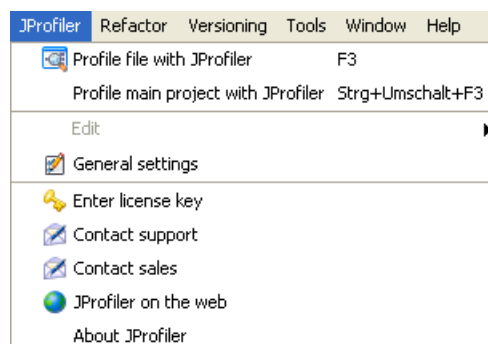 JProfiler Refactor Versioning Tools Window Help
Profile file with JProfiler F3
Profile main project with JProfiler Strg+Umschalt+F3
Edit
General settings
Enter license key
Contact support
Contact sales
JProfiler on the web
About JProfiler